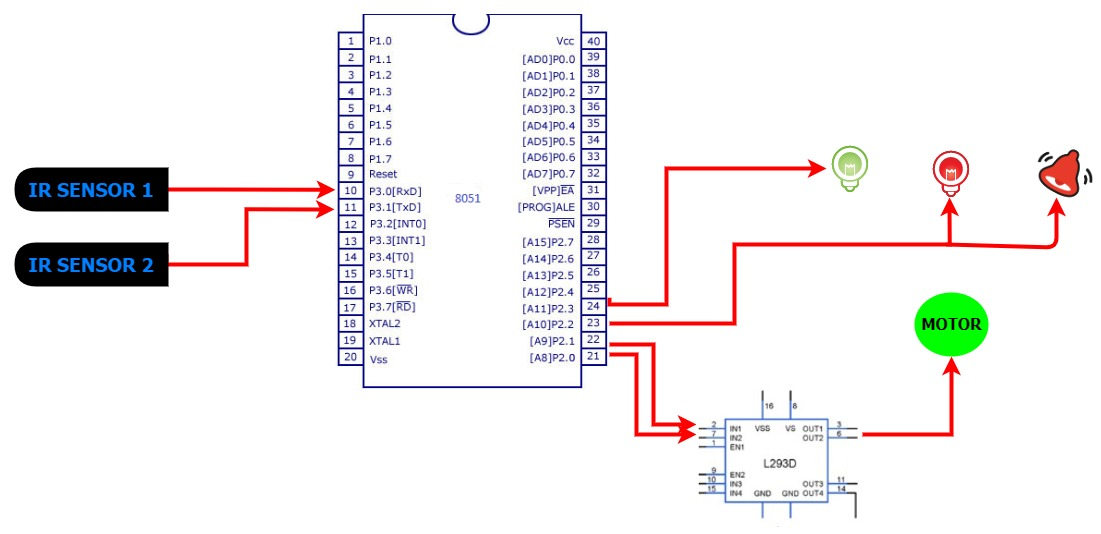 1 P1.0 Vcc 40
2 P1.1 [AD0]P0.0 39
3 P1.2 [AD1]P0.1 38
4 P1.3 [AD2]P0.2 37
5 P1.4 [AD3]P0.3 36
6 P1.5 [AD4]P0.4 35
7 P1.6 [AD5]P0.5 34
8 P1.7 [AD6]P0.6 33
9 Reset [AD7]P0.7 32
10 P3.0[RxD] [VPP]EA 31
11 P3.1[TxD] [PROG]ALE 30
12 P3.2[INT0] PSEN 29
13 P3.3[INT1] [A15]P2.7 28
14 P3.4[T0] [A14]P2.6 27
15 P3.5[T1] [A13]P2.5 26
16 P3.6[WR] [A12]P2.4 25
17 P3.7[RD] [A11]P2.3 24
18 XTAL2 [A10]P2.2 23
19 XTAL1 [A9]P2.1 22
20 Vss [A8]P2.0 21
8051
IR SENSOR 1
IR SENSOR 2
MOTOR
16 8
2 IN1 VSS VS OUT1 3
7 IN2 OUT2 6
1 EN1
L293D
9 EN2
10 IN3 OUT3 11
15 IN4 GND GND OUT4 14